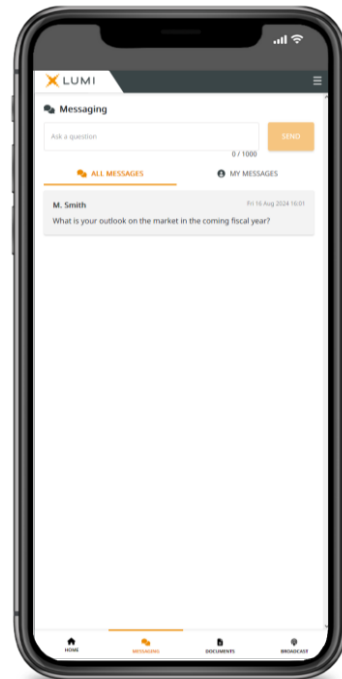 LUMI
Messaging
Ask a question
SEND
0 / 1000
ALL MESSAGES
MY MESSAGES
M. Smith
Fri 16 Aug 2024 16:01
What is your outlook on the market in the coming fiscal year?
HOME
MESSAGING
DOCUMENTS
BROADCAST